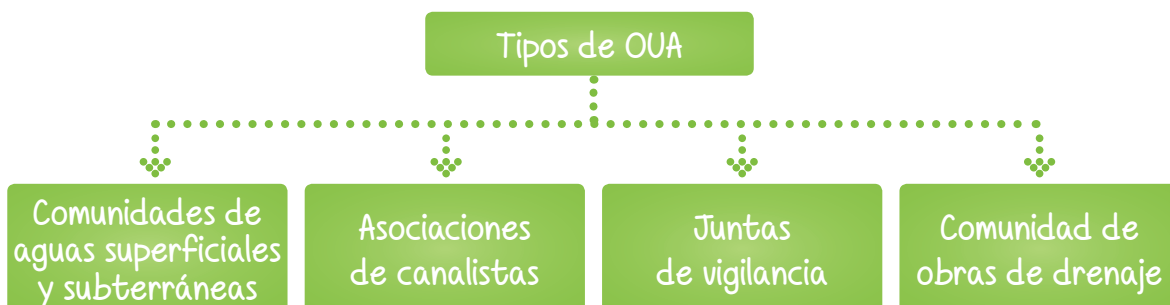 Tipos de OUA
Comunidades de
aguas superficiales
y subterráneas
Asociaciones
de canalistas
Juntas
de vigilancia
Comunidad de
obras de drenaje